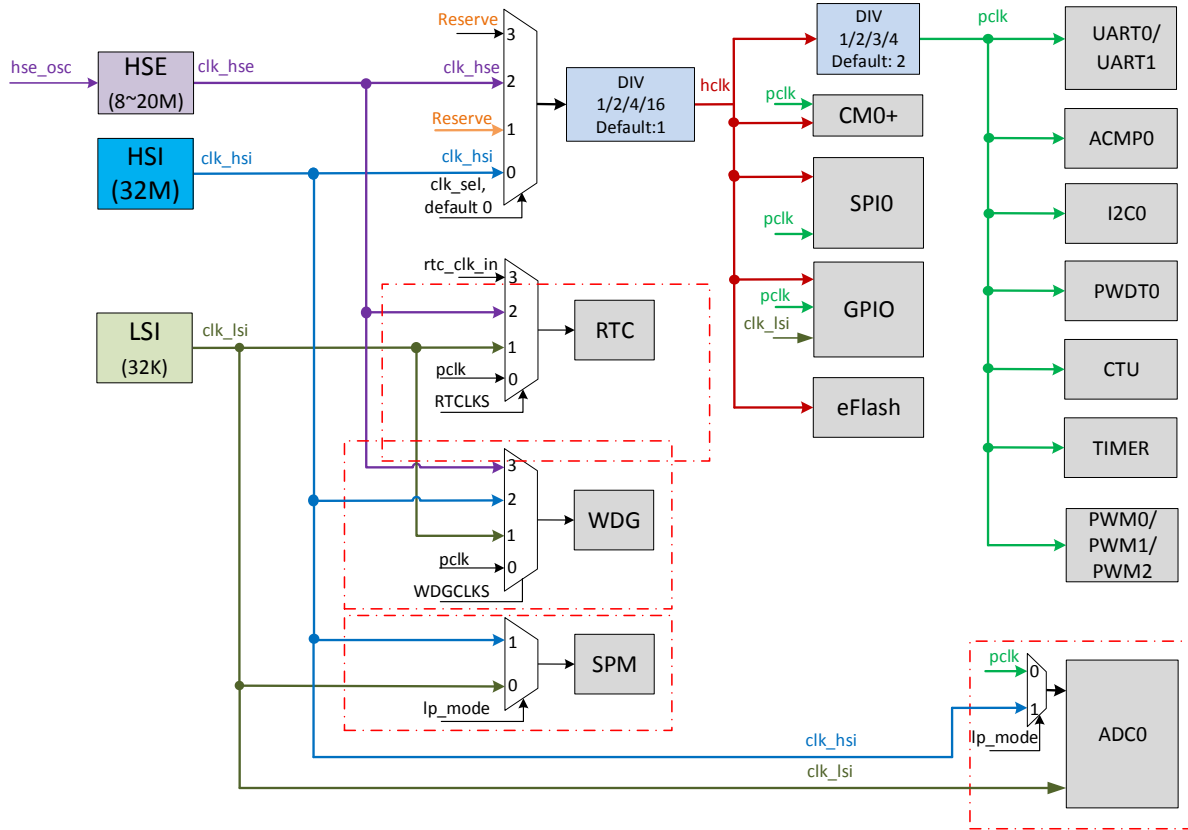 hse_osc
HSE
(8~20M)
clk_hse
HSI
(32M)
clk_hsi
LSI
(32K)
clk_lsi
Reserve
3
clk_hse
2
Reserve
1
clk_hsi
0
clk_sel,
default 0
DIV
1/2/4/16
Default:1
hclk
DIV
1/2/3/4
Default: 2
pclk
pclk
CM0+
SPI0
pclk
GPIO
pclk
clk_lsi
eFlash
UART0/
UART1
ACMP0
I2C0
PWDT0
CTU
TIMER
PWM0/
PWM1/
PWM2
rtc_clk_in
3
2
1
pclk
0
RTCLKS
RTC
3
2
1
pclk
0
WDGCLKS
WDG
1
0
lp_mode
SPM
pclk
0
1
lp_mode
ADC0
clk_hsi
clk_lsi